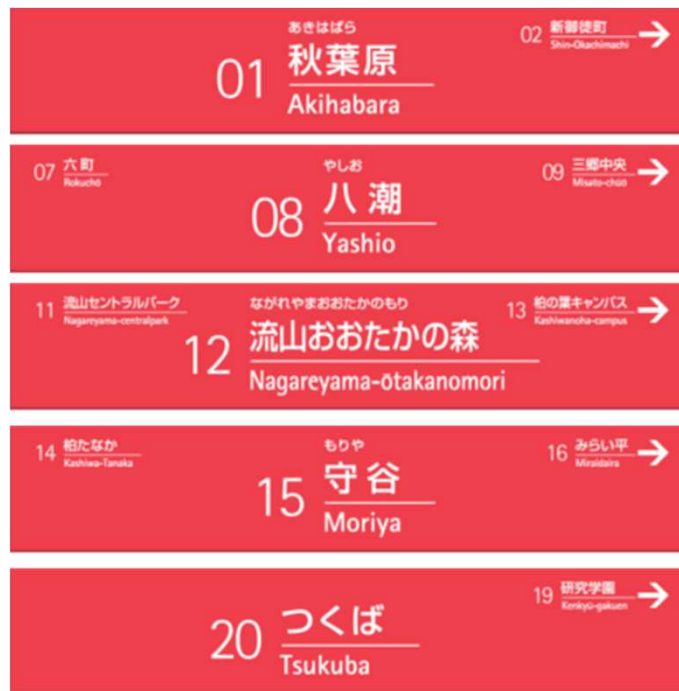 あきはばら
01 秋葉原
Akihabara
02 新御徒町
Shin-Okachimachi
07 六町
Rokuchō
やしお
08 八潮
Yashio
09 三郷中央
Misato-chūō
11 流山セントラルパーク
Nagareyama-centralpark
ながれやまおおたかのもり
12 流山おおたかの森
Nagareyama-ōtakanomori
13 柏の葉キャンパス
Kashiwanoha-campus
14 柏たなか
Kashiwa-Tanaka
もりや
15 守谷
Moriya
16 みらい平
Miraidaira
20 つくば
Tsukuba
19 研究学園
Kenkyū-gakuen